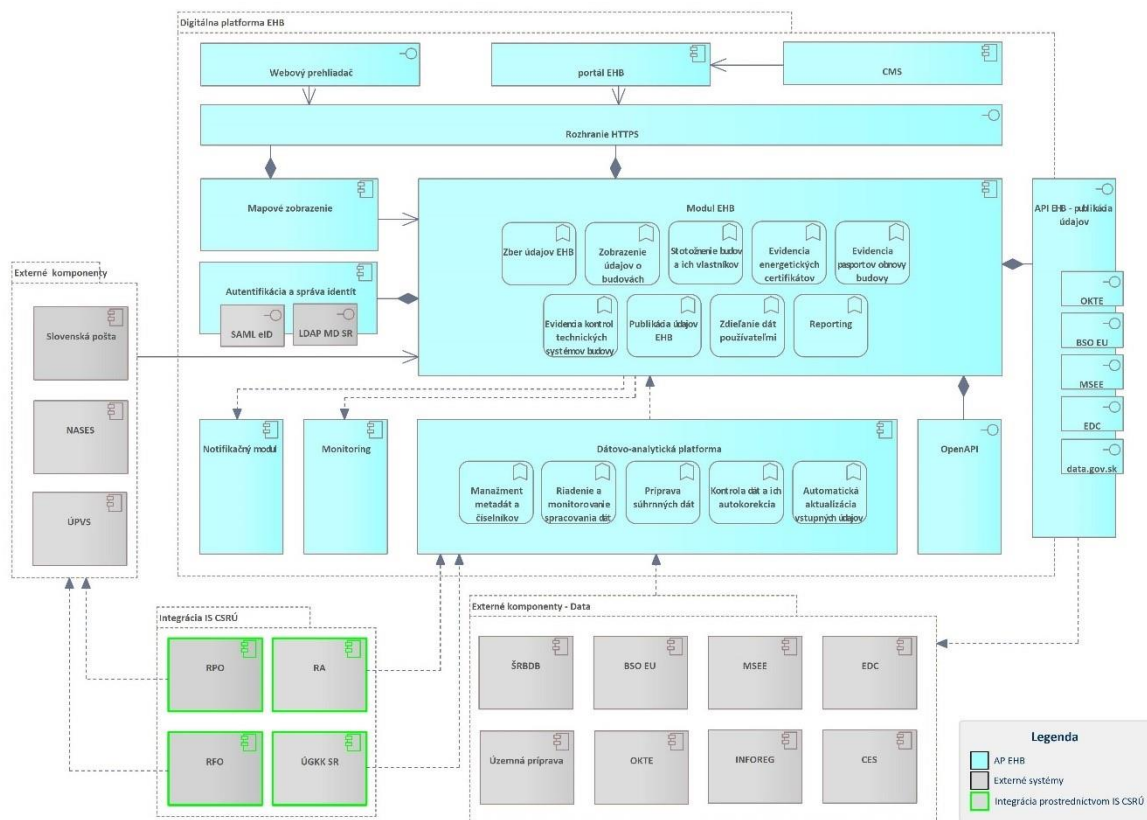 Digitálna platforma EHB
Webový prehliadač
portál EHB
CMS
Rozhranie HTTPS
Mapové zobrazenie
Modul EHB
Zber údajov EHB
Zobrazenie
údajov o
budovách
Stotožnenie budov
a ich vlastníkov
Evidencia
energetických
certifikátov
Evidencia
pasportov obnovy
budovy
Evidencia kontrol
technických
systémov budovy
Publikácia údajov
EHB
Zdieľanie dát
používateľmi
Reporting
API EHB - publikácia
údajov
OKTE
BSO EU
MSEE
EDC
data.gov.sk
Autentifikácia a správa identít
SAML eID
LDAP MD SR
Externé komponenty
Slovenská pošta
NASES
ÚPVS
Notifikačný modul
Monitoring
Dátovo-analytická platforma
Manažment
metadát a
číselníkov
Riadenie a
monitorovanie
spracovania dát
Príprava
súhrnných dát
Kontrola dát a ich
autokorekcia
Automatická
aktualizácia
vstupných údajov
OpenAPI
Integrácia IS CSRÚ
RPO
RA
RFO
ÚGKK SR
Externé komponenty - Data
ŠRBDB
BSO EU
MSEE
EDC
Územná príprava
OKTE
INFOREG
CES
Legenda
AP EHB
Externé systémy
Integrácia prostredníctvom IS CSRÚ